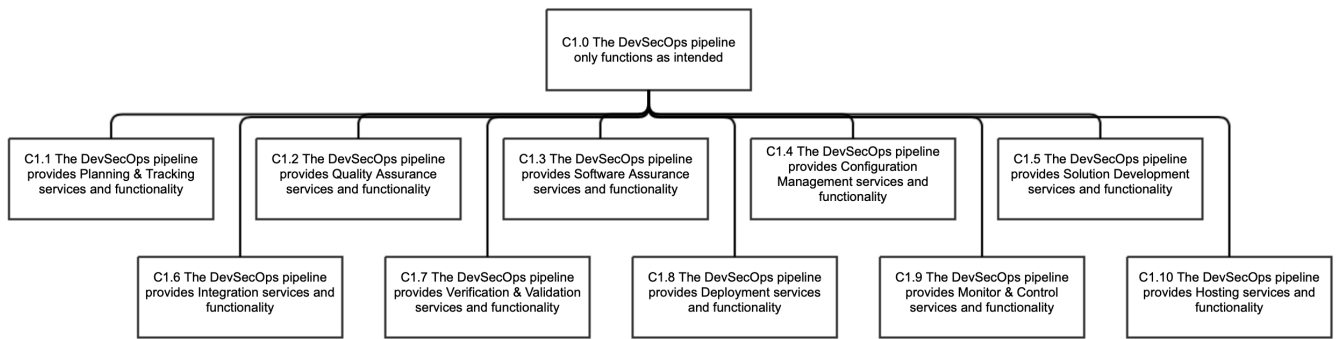 C1.0 The DevSecOps pipeline
only functions as intended
C1.1 The DevSecOps pipeline
provides Planning & Tracking
services and functionality
C1.2 The DevSecOps pipeline
provides Quality Assurance
services and functionality
C1.3 The DevSecOps pipeline
provides Software Assurance
services and functionality
C1.4 The DevSecOps pipeline
provides Configuration
Management services and
functionality
C1.5 The DevSecOps pipeline
provides Solution Development
services and functionality
C1.6 The DevSecOps pipeline
provides Integration services and
functionality
C1.7 The DevSecOps pipeline
provides Verification & Validation
services and functionality
C1.8 The DevSecOps pipeline
provides Deployment services
and functionality
C1.9 The DevSecOps pipeline
provides Monitor & Control
services and functionality
C1.10 The DevSecOps pipeline
provides Hosting services and
functionality